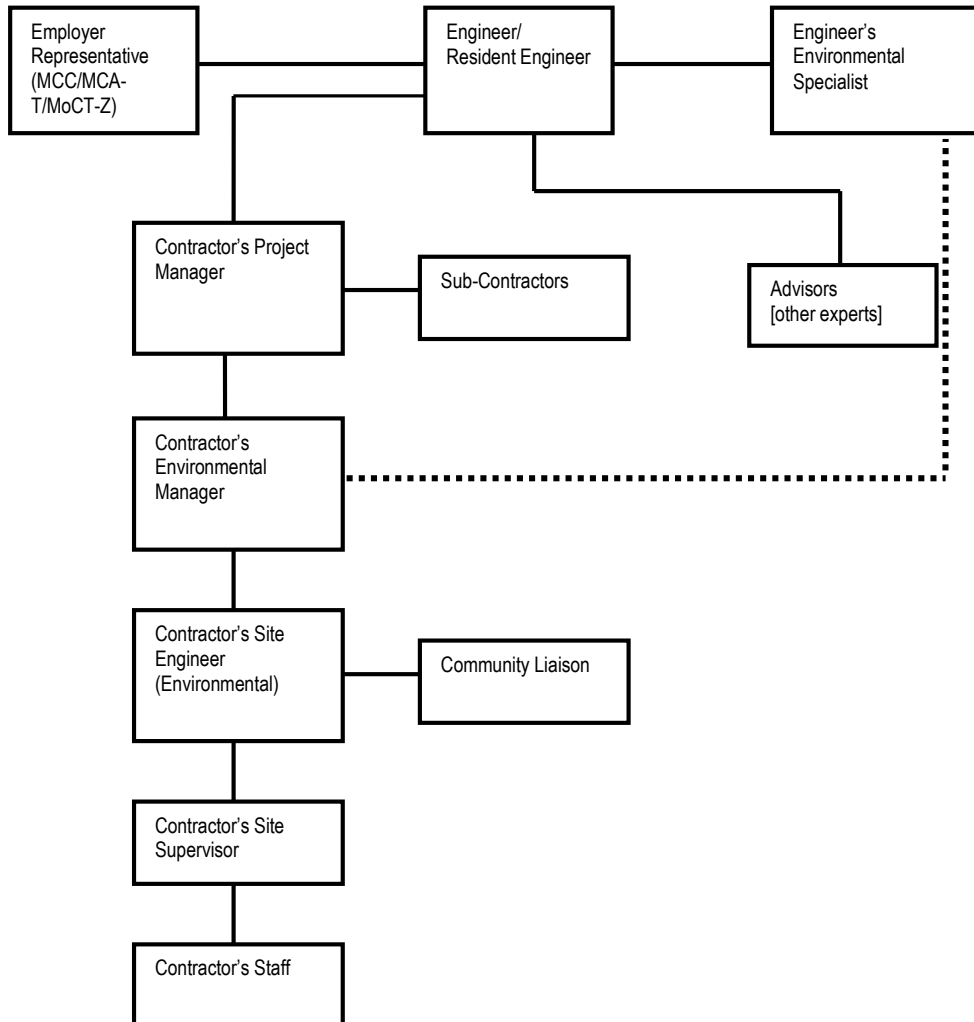 Employer
Representative
(MCC/MCA-
T/MoCT-Z)
Engineer/
Resident Engineer
Engineer’s
Environmental
Specialist
Contractor’s Project
Manager
Sub-Contractors
Advisors
[other experts]
Contractor’s
Environmental
Manager
Contractor’s Site
Engineer
(Environmental)
Community Liaison
Contractor’s Site
Supervisor
Contractor’s Staff